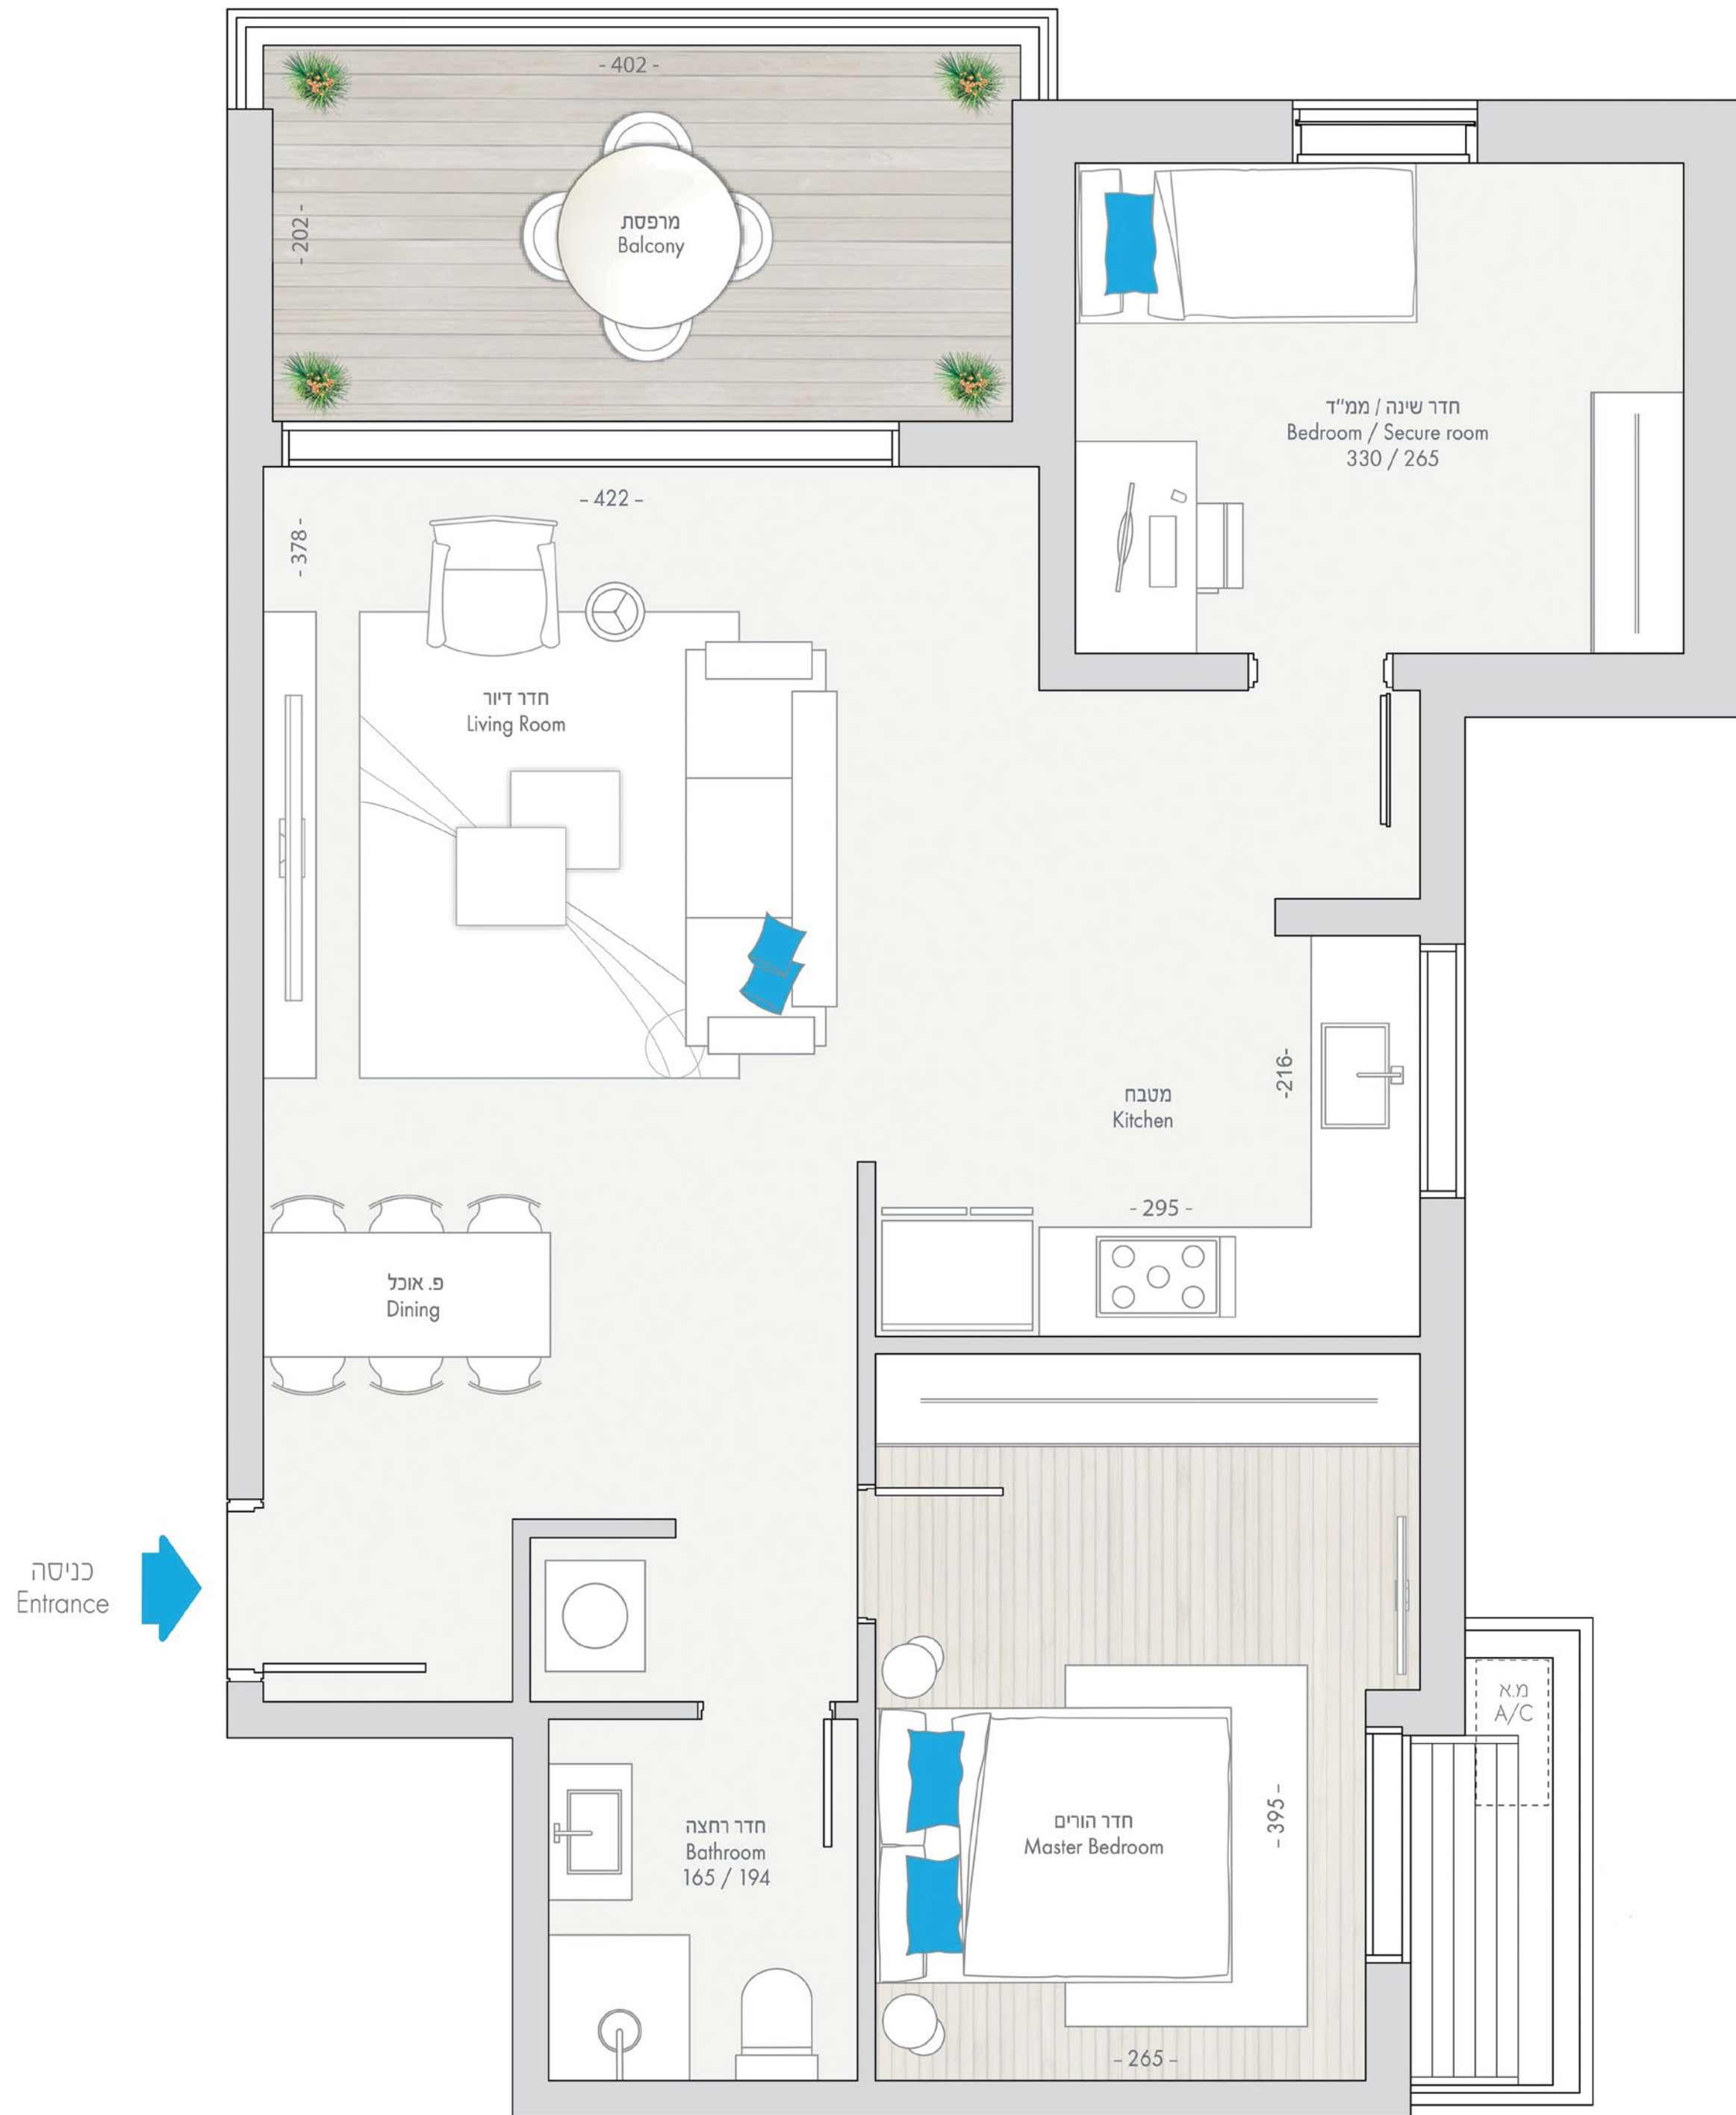 - 402 -
- 202 -
מרפסת
Balcony
חדר שינה / ממ״ד
Bedroom / Secure room
330 / 265
- 422 -
- 378 -
חדר דיור
Living Room
מטבח
Kitchen
-216-
- 295 -
פ. אוכל
Dining
כניסה
Entrance
חדר רחצה
Bathroom
165 / 194
חדר הורים
Master Bedroom
- 395 -
- 265 -
מ.א
A/C